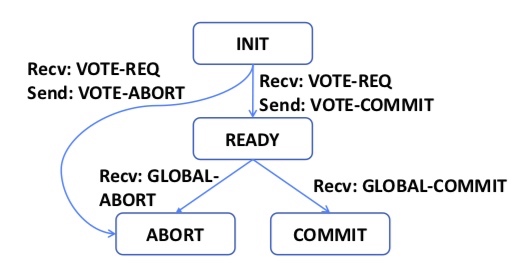 INIT
Recv: VOTE-REQ
Send: VOTE-ABORT
Recv: VOTE-REQ
Send: VOTE-COMMIT
READY
Recv: GLOBAL-
ABORT
Recv: GLOBAL-COMMIT
ABORT
COMMIT